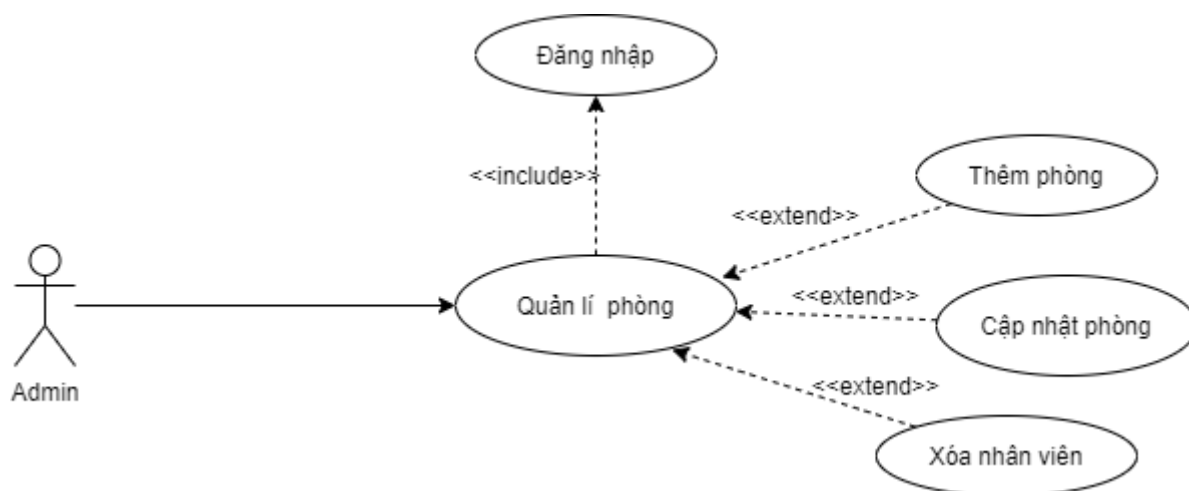 Đăng nhập
<<include>>
Thêm phòng
<<extend>>
Quản lí phòng
<<extend>>
Cập nhật phòng
Admin
<<extend>>
Xóa nhân viên